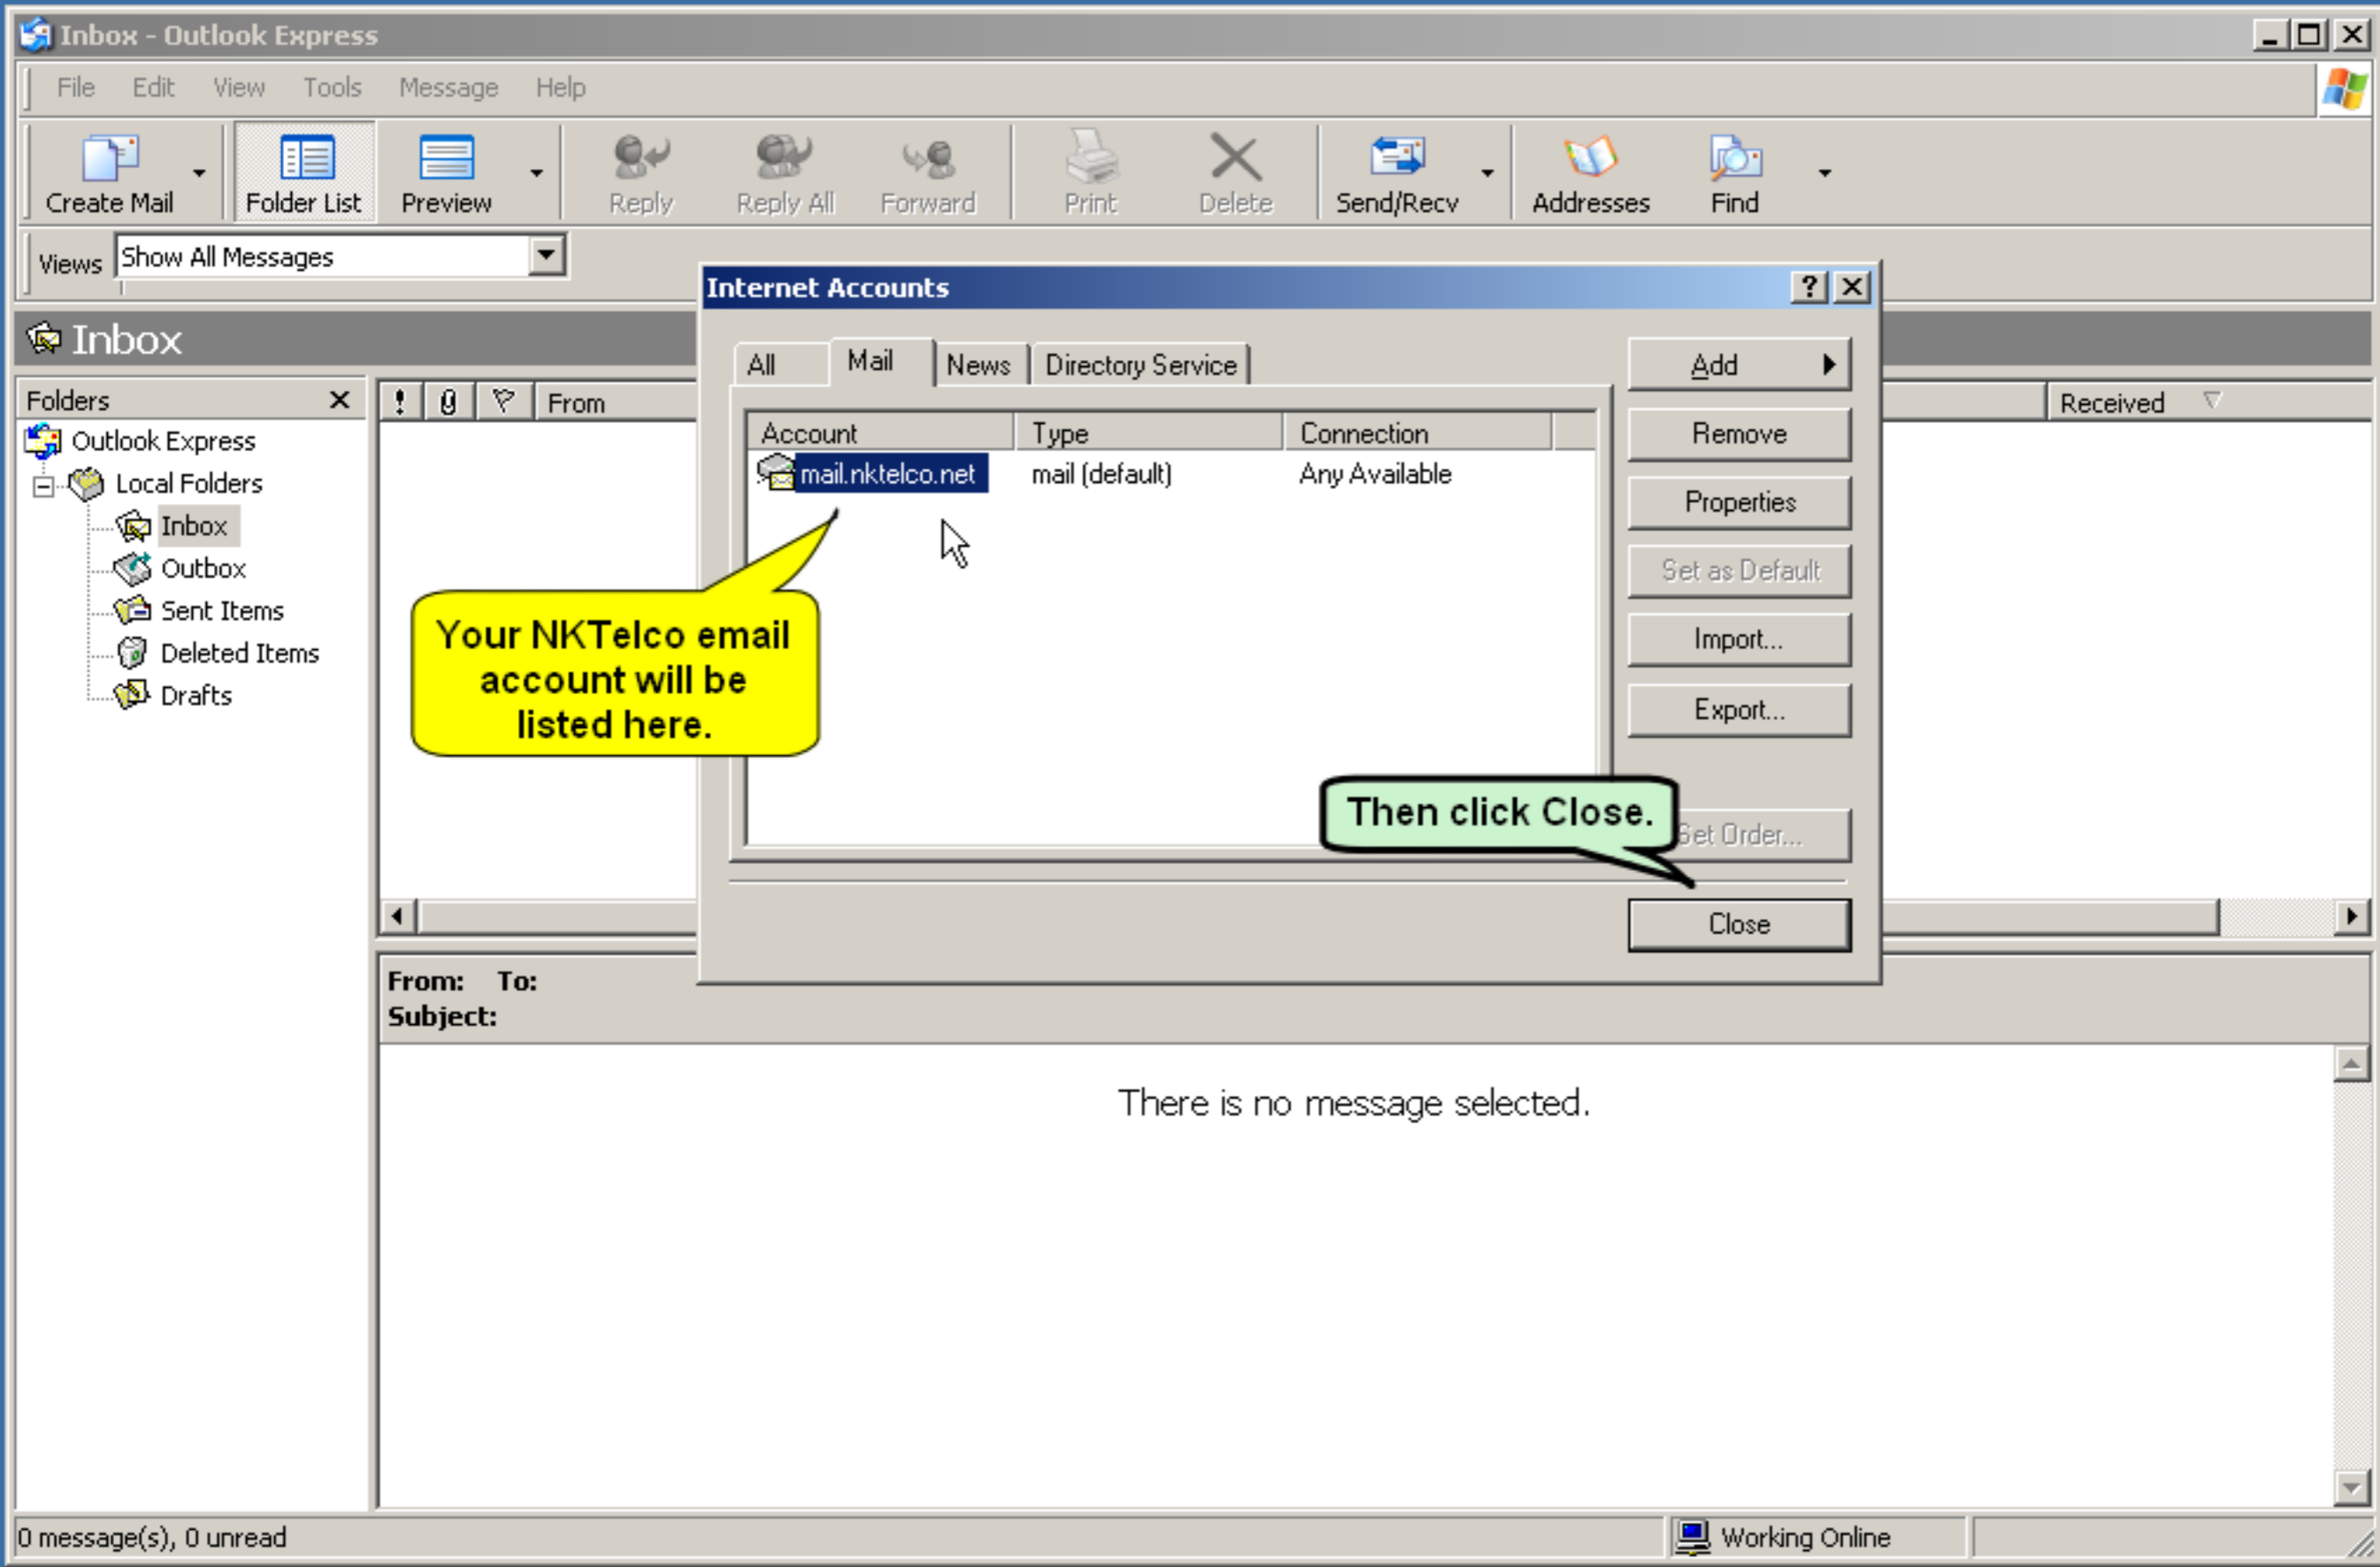 Inbox - Outlook Express
File Edit View Tools Message Help
Create Mail Folder List Preview Reply Reply All Forward Print Delete Send/Recv Addresses Find
Views Show All Messages
Internet Accounts
Inbox
All Mail News Directory Service
Add
Folders
! From Received
Account Type Connection
Remove
Outlook Express
mail.nktelco.net mail (default) Any Available
Local Folders
Properties
Inbox
Outbox
Set as Default
Sent Items
Your NKTelco email
account will be
listed here.
Import...
Deleted Items
Drafts
Export...
Then click Close.
Set Order...
Close
From: To:
Subject:
There is no message selected.
0 message(s), 0 unread Working Online